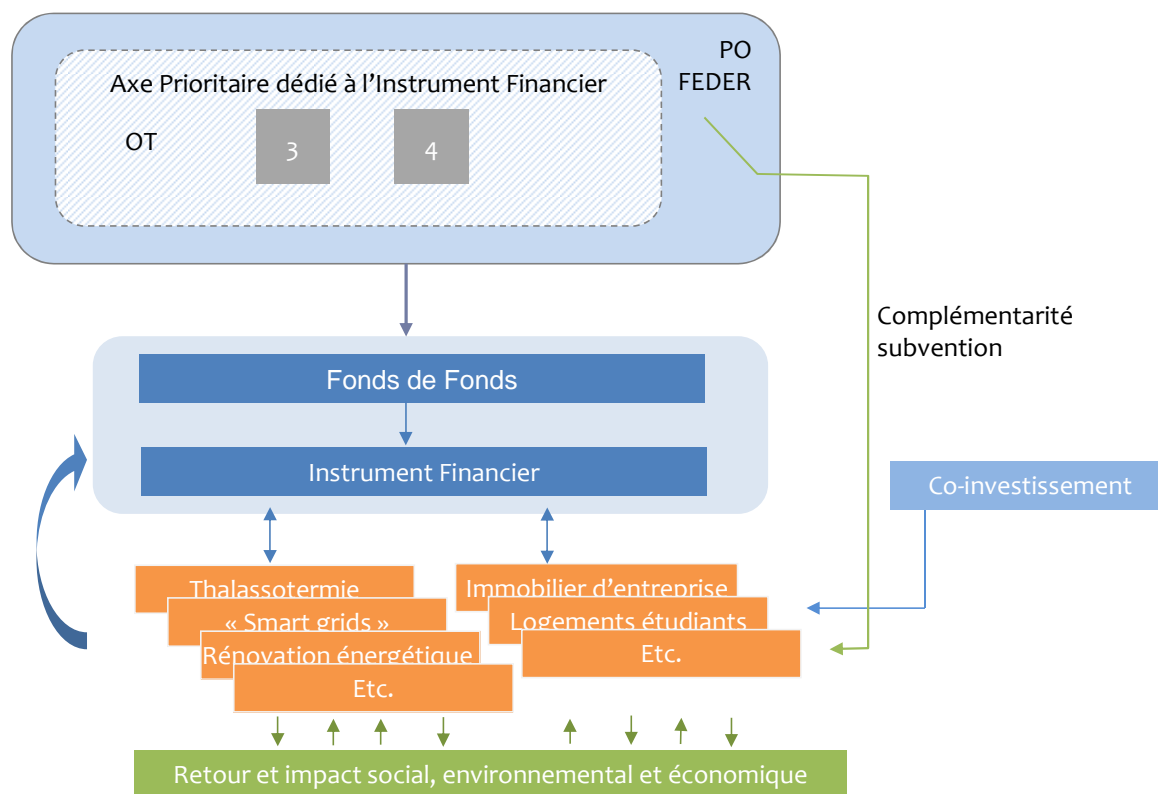 PO
FEDER
Axe Prioritaire dédié à l’Instrument Financier
OT
3
4
Complémentarité
subvention
Fonds de Fonds
Instrument Financier
Co-investissement
Thalassotermie
« Smart grids »
Rénovation énergétique
Etc.
Immobilier d’entreprise
Logements étudiants
Etc.
Retour et impact social, environnemental et économique